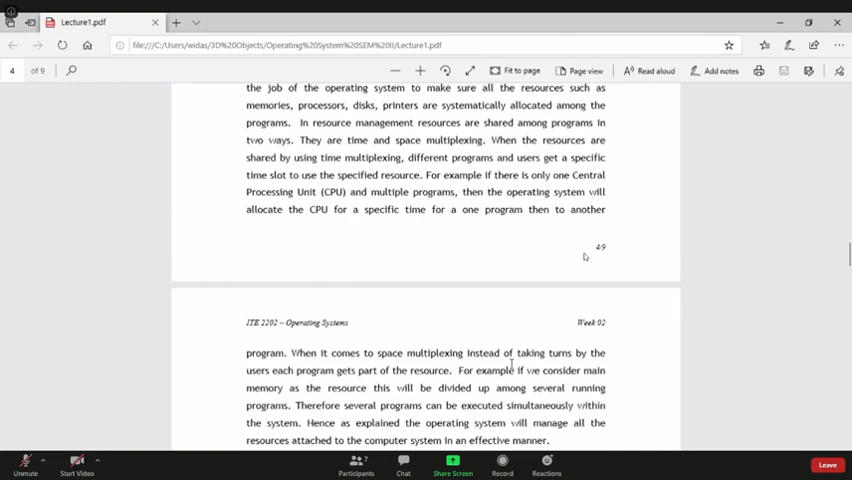 Lecture1.pdf
file:///C:/Users/widas/3D%20Objects/Operating%20System%20SEM%20II/Lecture1.pdf
4 of 9 Fit to page Page view Read aloud Add notes
the job of the operating system to make sure all the resources such as
memories, processors, disks, printers are systematically allocated among the
programs. In resource management resources are shared among programs in
two ways. They are time and space multiplexing. When the resources are
shared by using time multiplexing, different programs and users get a specific
time slot to use the specified resource. For example if there is only one Central
Processing Unit (CPU) and multiple programs, then the operating system will
allocate the CPU for a specific time for a one program then to another
4/9
ITE 2202 – Operating Systems Week 02
program. When it comes to space multiplexing instead of taking turns by the
users each program gets part of the resource. For example if we consider main
memory as the resource this will be divided up among several running
programs. Therefore several programs can be executed simultaneously within
the system. Hence as explained the operating system will manage all the
resources attached to the computer system in an effective manner.
7
Unmute Start Video Participants Chat Share Screen Record Reactions Leave